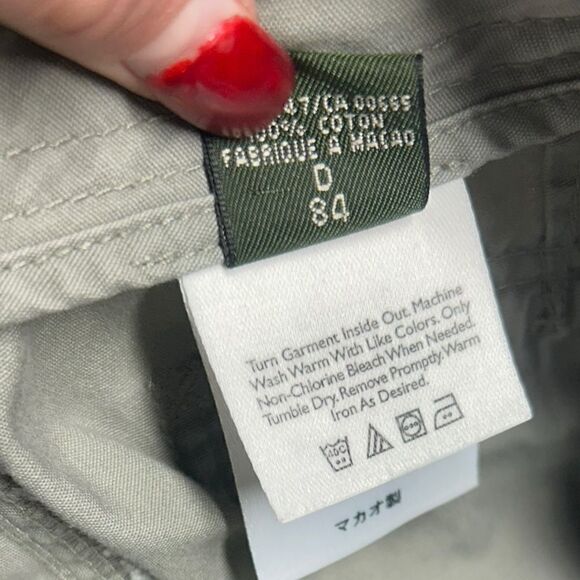 100% COTON
FABRIQUE A MACAO
D
84
Turn Garment Inside Out. Machine
Wash Warm With Like Colors. Only
Non-Chlorine Bleach When Needed.
Tumble Dry. Remove Promptly. Warm
Iron As Desired.
マカオ製